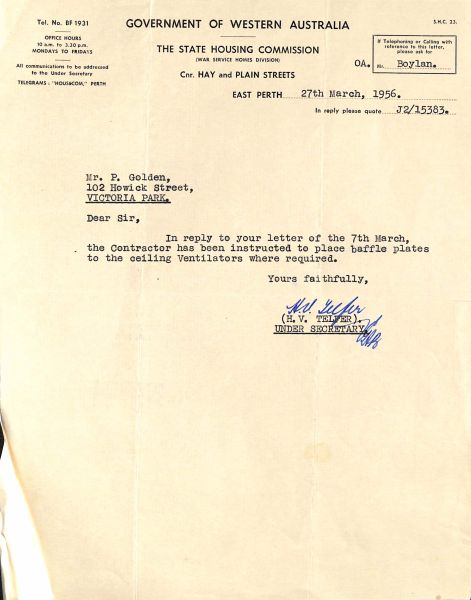 Tel. No. BF 1931
OFFICE HOURS
10 a.m. to 3.30 p.m.
MONDAYS TO FRIDAYS
All communications to be addressed
to the Under Secretary
TELEGRAMS: "HOUSCOM," PERTH
GOVERNMENT OF WESTERN AUSTRALIA
THE STATE HOUSING COMMISSION
(WAR SERVICE HOMES DIVISION)
Cnr. HAY and PLAIN STREETS
S.H.C. 23.
If Telephoning or Calling with
reference to this letter,
please ask for
OA. Mr. Boylan.
EAST PERTH 27th March, 1956.
In reply please quote J2/15383.
Mr. P. Golden,
102 Howick Street,
VICTORIA PARK.
Dear Sir,
In reply to your letter of the 7th March,
the Contractor has been instructed to place baffle plates
to the ceiling Ventilators where required.
Yours faithfully,
H.V. Telfer
(H. V. TELFER).
UNDER SECRETARY.